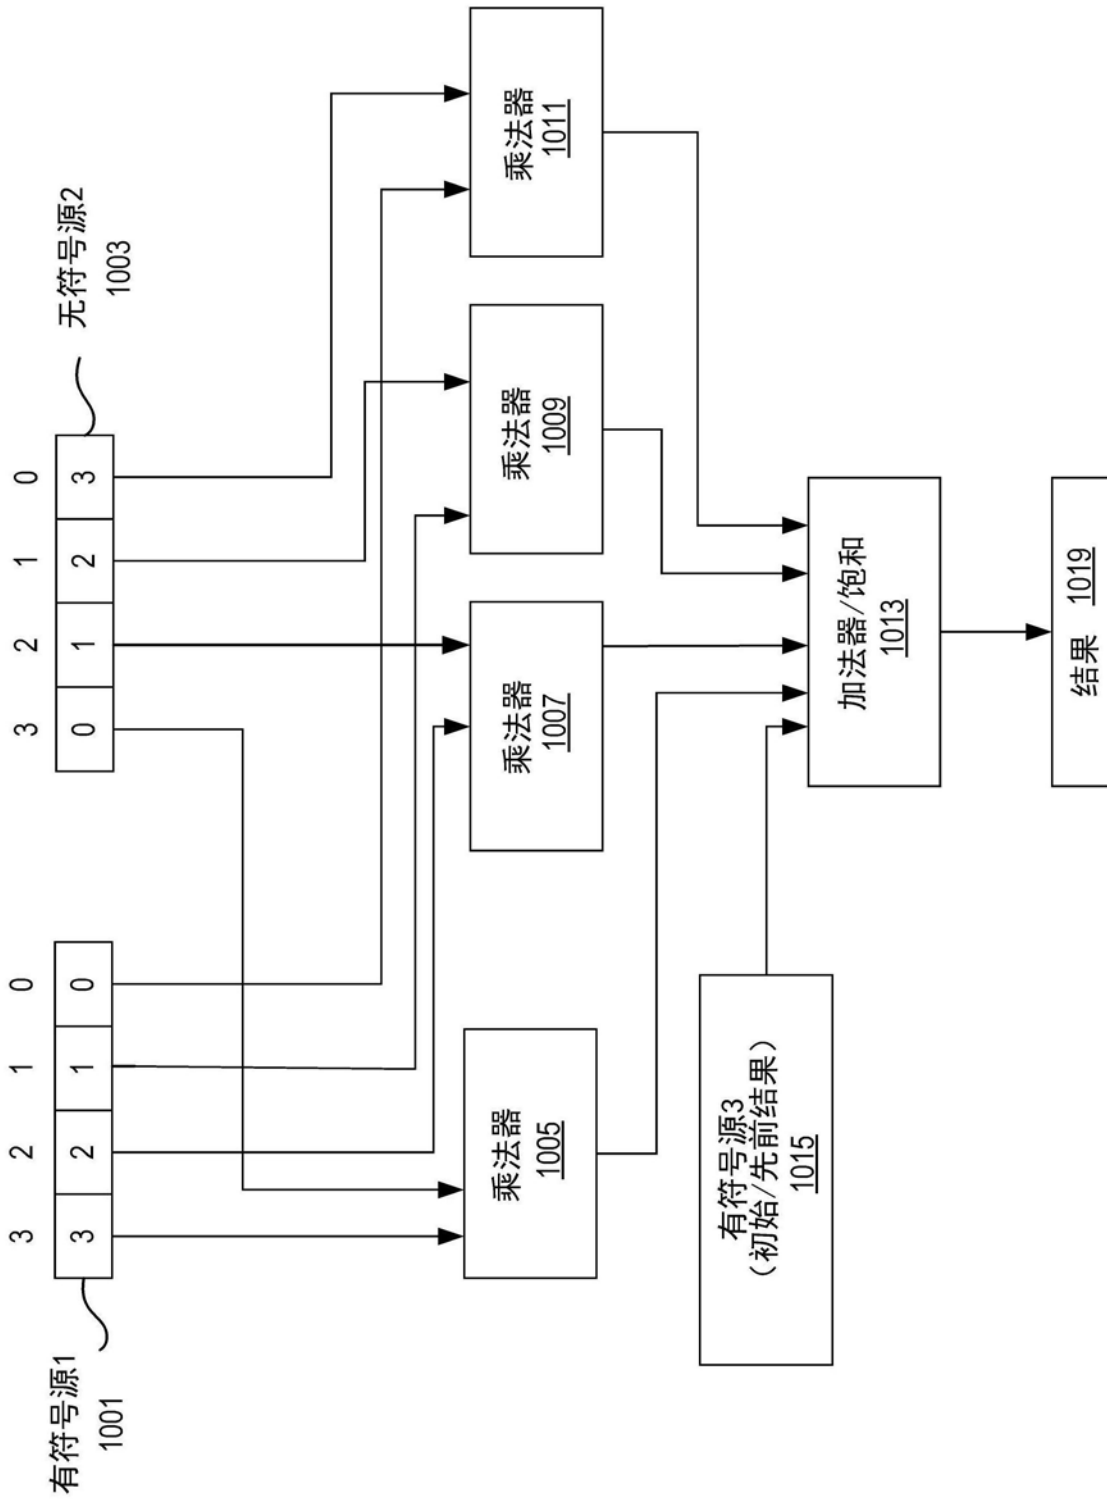 有符号源1
1001
3 2 1 0
3 2 1 0
无符号源2
1003
3 2 1 0
0 1 2 3
乘法器
1005
乘法器
1007
乘法器
1009
乘法器
1011
有符号源3
(初始/先前结果)
1015
加法器/饱和
1013
结果 1019